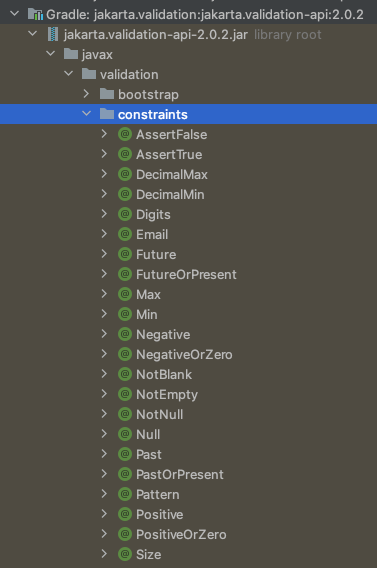 Gradle: jakarta.validation:jakarta.validation-api:2.0.2
jakarta.validation-api-2.0.2.jar library root
javax
validation
bootstrap
constraints
AssertFalse
AssertTrue
DecimalMax
DecimalMin
Digits
Email
Future
FutureOrPresent
Max
Min
Negative
NegativeOrZero
NotBlank
NotEmpty
NotNull
Null
Past
PastOrPresent
Pattern
Positive
PositiveOrZero
Size